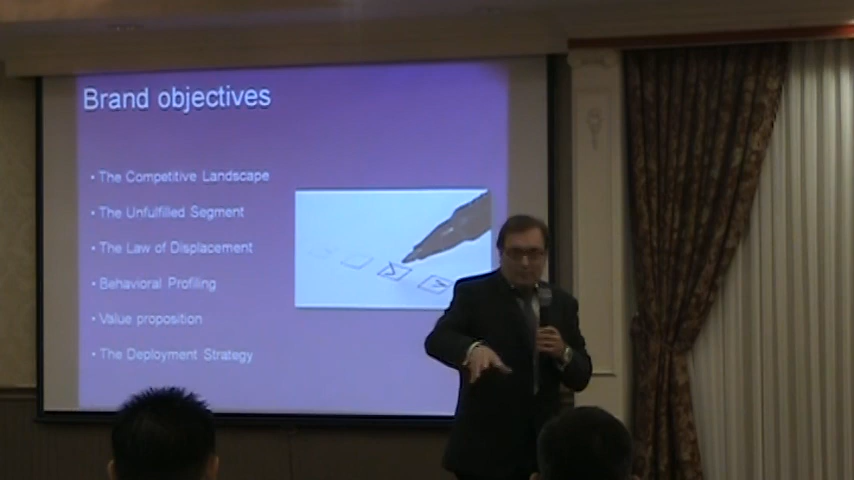 Brand objectives
• The Competitive Landscape
• The Unfulfilled Segment
• The Law of Displacement
• Behavioral Profiling
• Value proposition
• The Deployment Strategy